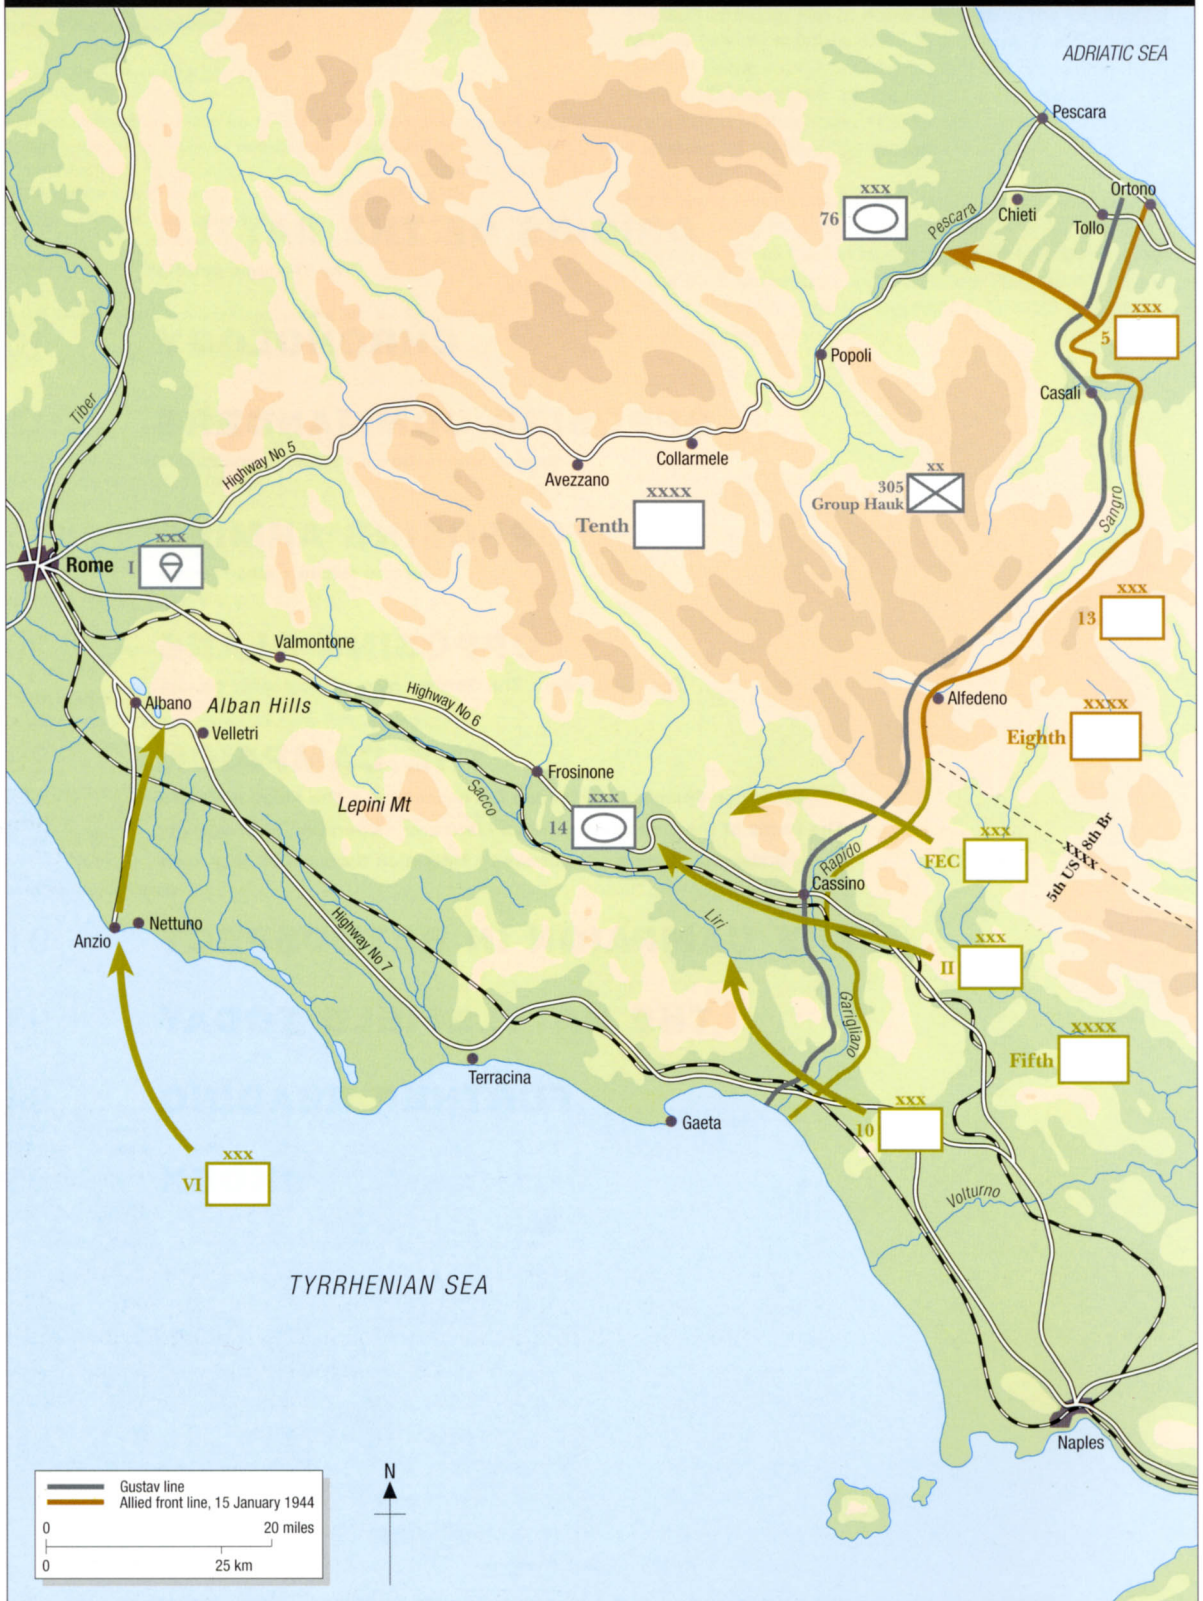 ADRIATIC SEA
Pescara
Ortono
xxx
76
Pescara
Chieti
Tollo
xxx
5
Popoli
Casali
Tiber
Highway No 5
Collarmele
Avezzano
xx
305
Group Hauk
xxxx
Tenth
Sangro
Rome
xxx
I
xxx
13
Valmontone
Highway No 6
Albano
Alban Hills
Velletri
Alfedeno
xxxx
Eighth
Frosinone
Sacco
Lepini Mt
xxx
14
xxx
FEC
Rapido
xxxx
5th US 8th Br
Cassino
Liri
Nettuno
Anzio
Highway No 7
xxx
II
Garigliano
xxxx
Fifth
Terracina
Gaeta
xxx
10
xxx
VI
Volturno
TYRRHENIAN SEA
Naples
N
Gustav line
Allied front line, 15 January 1944
0 20 miles
0 25 km